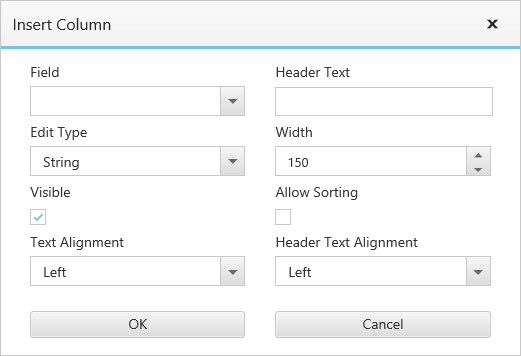 Insert Column
Field
Header Text
Edit Type
Width
String
150
Visible
Allow Sorting
Text Alignment
Header Text Alignment
Left
Left
OK
Cancel